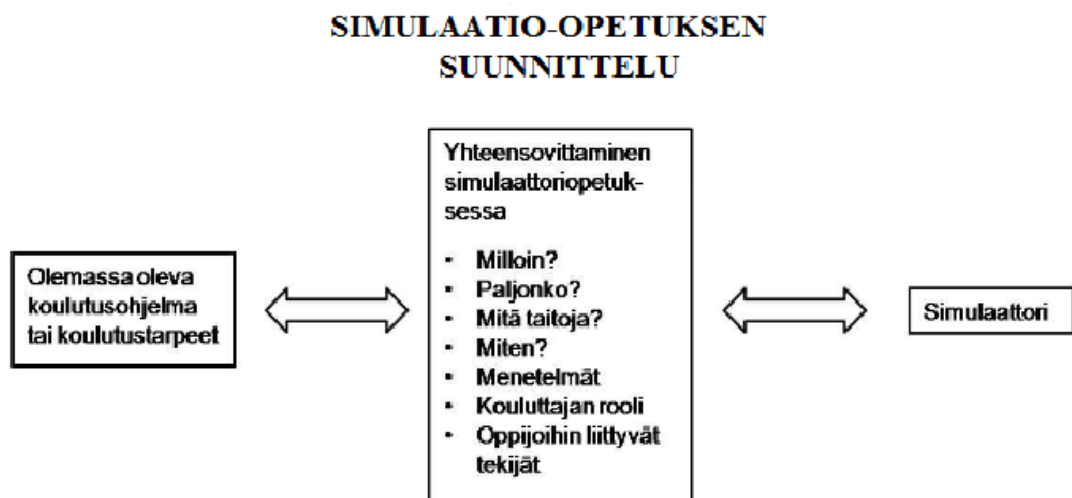 SIMULAATIO-OPETUKSEN
SUUNNITTELU
Olemassa oleva
koulutusohjelma
tai koulutustarpeet
Yhteensovittaminen
simulaattoriopetuk-
sessa
• Milloin?
• Paljonko?
• Mitä taitoja?
• Miten?
• Menetelmät
• Kouluttajan rooli
• Oppijoihin liittyvät
tekijät
Simulaattori